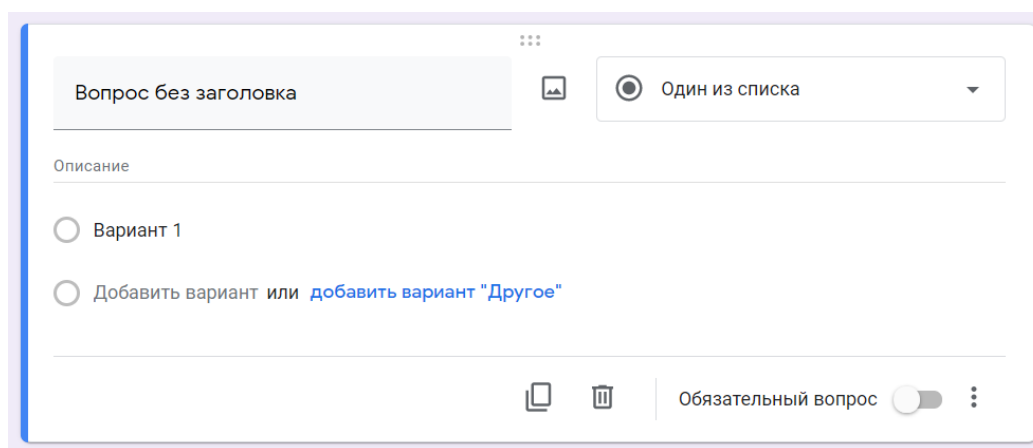 Вопрос без заголовка
Один из списка
Описание
Вариант 1
Добавить вариант или добавить вариант "Другое"
Обязательный вопрос